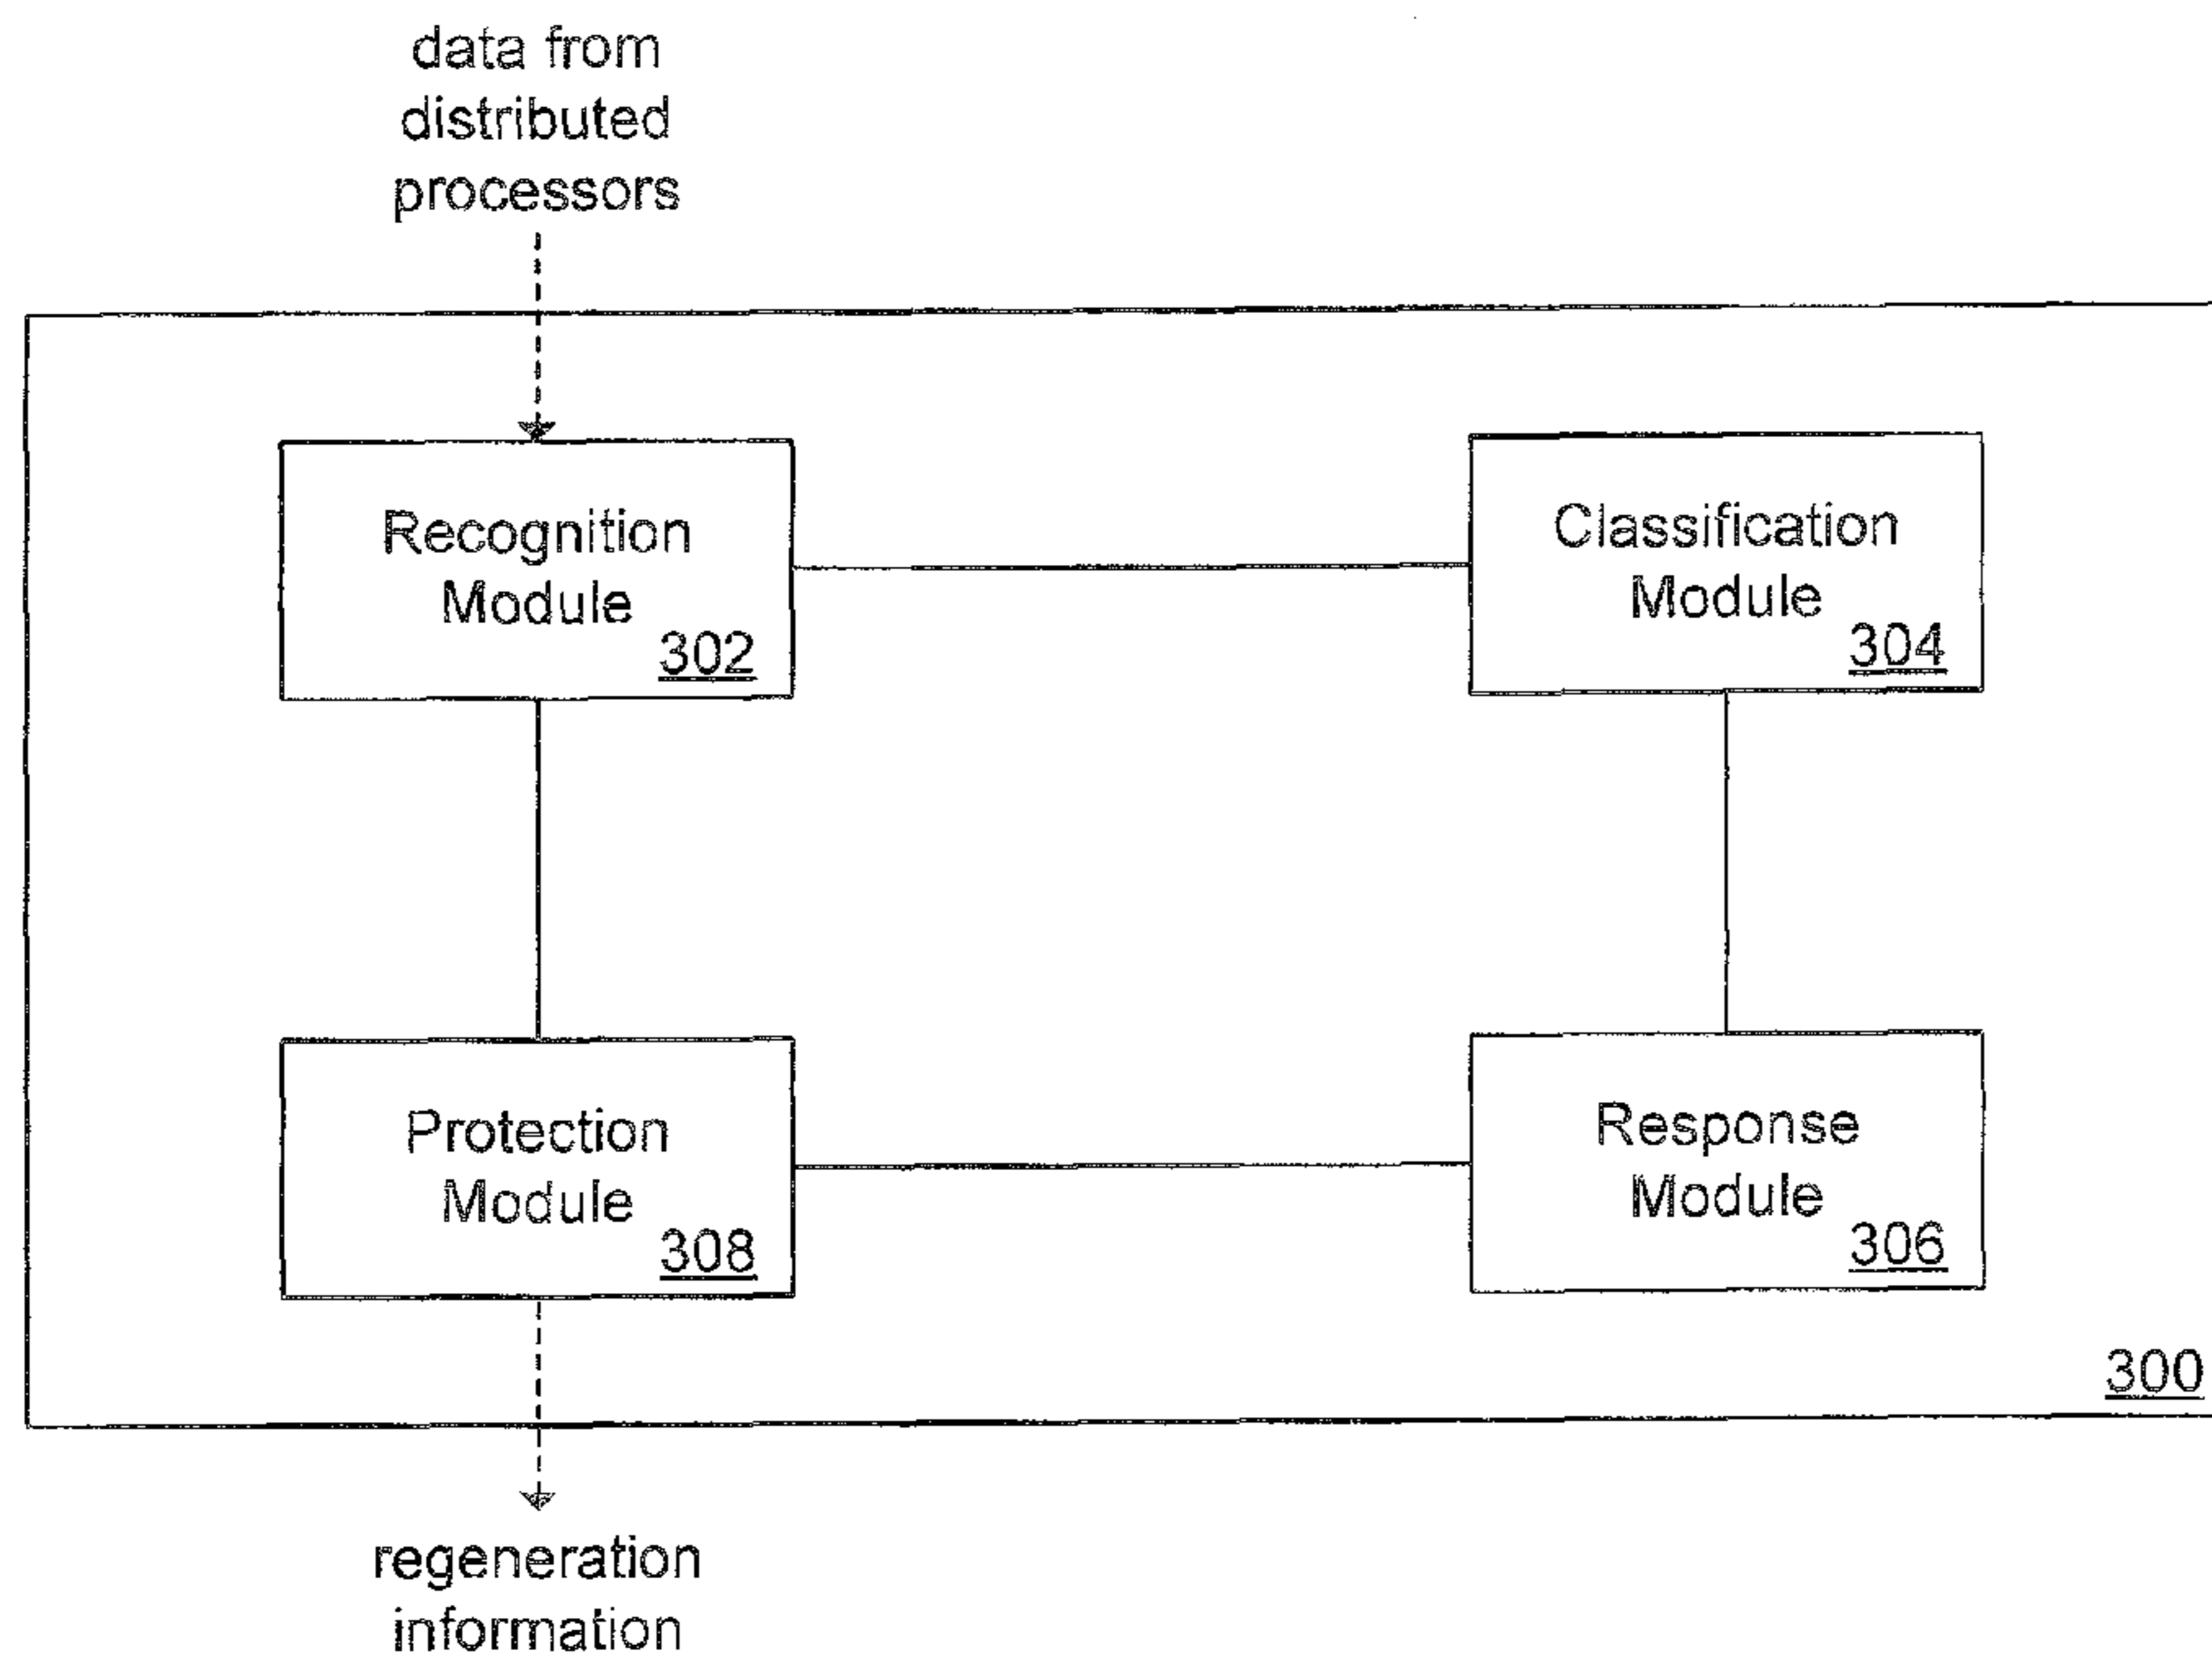 data from
distributed
processors
Recognition
Module
302
Classification
Module
304
Protection
Module
308
Response
Module
306
300
regeneration
information